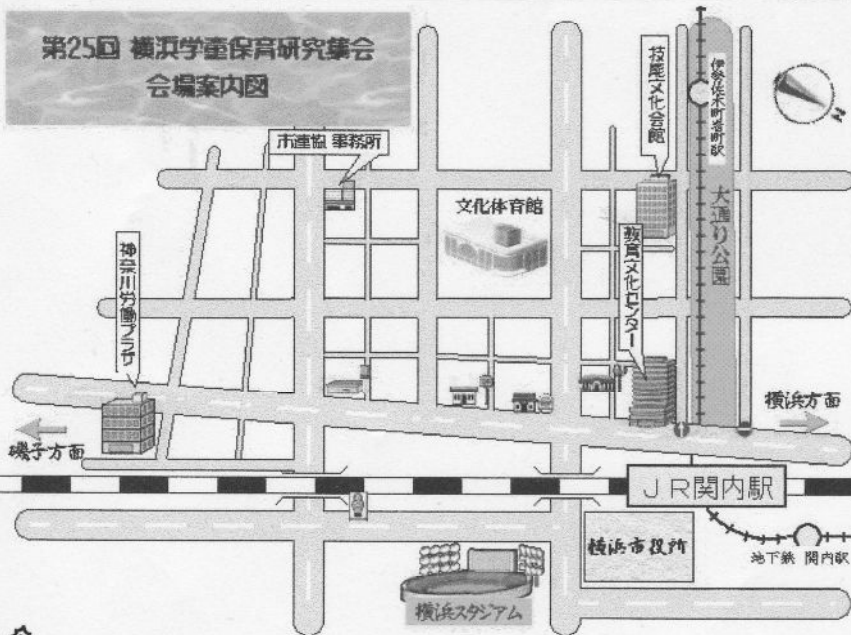 第25回 横浜学童保育研究集会
会場案内図
市連協 事務所
技能文化会館
伊勢佐木町長者町駅
N
文化体育館
大通り公園
教育文化センター
神奈川労働プラザ
横浜方面
磯子方面
JR関内駅
横浜市役所
地下鉄 関内駅
横浜スタジアム